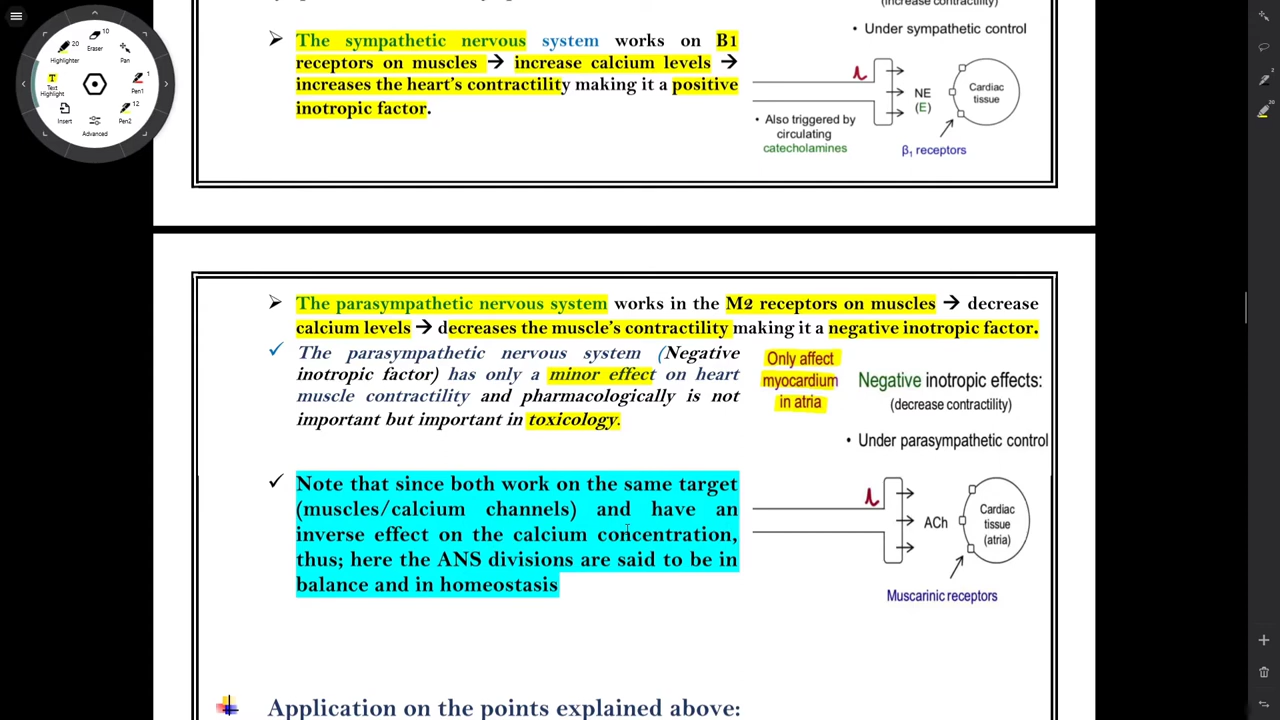 20
Highlighter
10
Eraser
Pan
T
Text
Highlight
1
Pen1
Insert
12
Pen2
Advanced
(increase contractility)
• Under sympathetic control
➢ The sympathetic nervous system works on B1
receptors on muscles → increase calcium levels →
increases the heart's contractility making it a positive
inotropic factor.
NE
(E)
Cardiac
tissue
• Also triggered by
circulating
catecholamines
β1 receptors
➢ The parasympathetic nervous system works in the M2 receptors on muscles → decrease
calcium levels → decreases the muscle's contractility making it a negative inotropic factor.
✓ The parasympathetic nervous system (Negative
inotropic factor) has only a minor effect on heart
muscle contractility and pharmacologically is not
important but important in toxicology.
Only affect
myocardium
in atria
Negative inotropic effects:
(decrease contractility)
• Under parasympathetic control
✓ Note that since both work on the same target
(muscles/calcium channels) and have an
inverse effect on the calcium concentration,
thus; here the ANS divisions are said to be in
balance and in homeostasis
ACh
Cardiac
tissue
(atria)
Muscarinic receptors
Application on the points explained above: